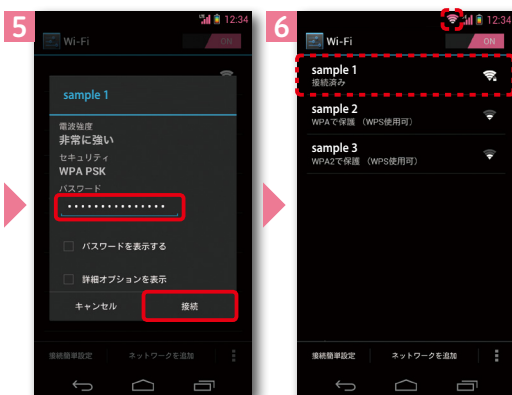 5
12:34
Wi-Fi
ON
sample 1
電波強度
非常に強い
セキュリティ
WPA PSK
パスワード
•••••••••••••••
パスワードを表示する
詳細オプションを表示
キャンセル
接続
接続簡単設定
ネットワークを追加
6
12:34
Wi-Fi
ON
sample 1
接続済み
sample 2
WPAで保護 （WPS使用可）
sample 3
WPA2で保護 （WPS使用可）
接続簡単設定
ネットワークを追加